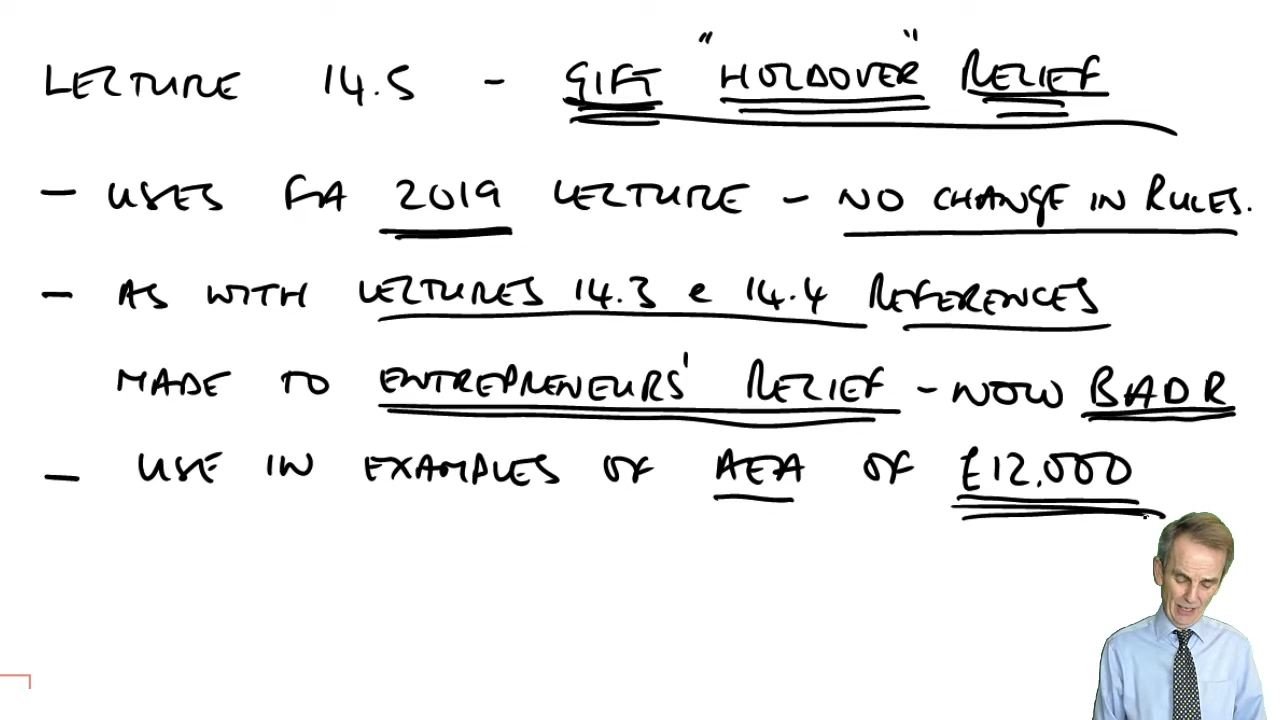 LECTURE 14.5 - GIFT "HOLDOVER" RELIEF
- USES FA 2019 LECTURE - NO CHANGE IN RULES.
- AS WITH LECTURES 14.3 & 14.4 REFERENCES
MADE TO ENTREPRENEURS' RELIEF - NOW BADR
- USE IN EXAMPLES OF AEA OF £12,000